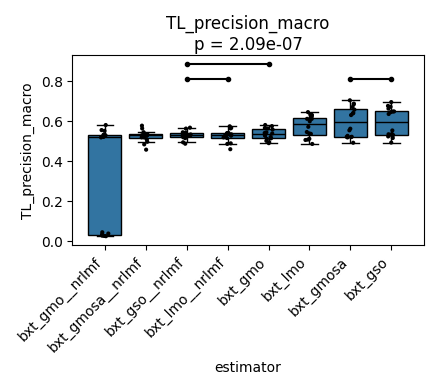 TL_precision_macro
p = 2.09e-07
TL_precision_macro
0.8
0.6
0.4
0.2
0.0
bxt_gmo__nrlmf
bxt_gmosa__nrlmf
bxt_gso__nrlmf
bxt_lmo__nrlmf
bxt_gmo
bxt_lmo
bxt_gmosa
bxt_gso
estimator